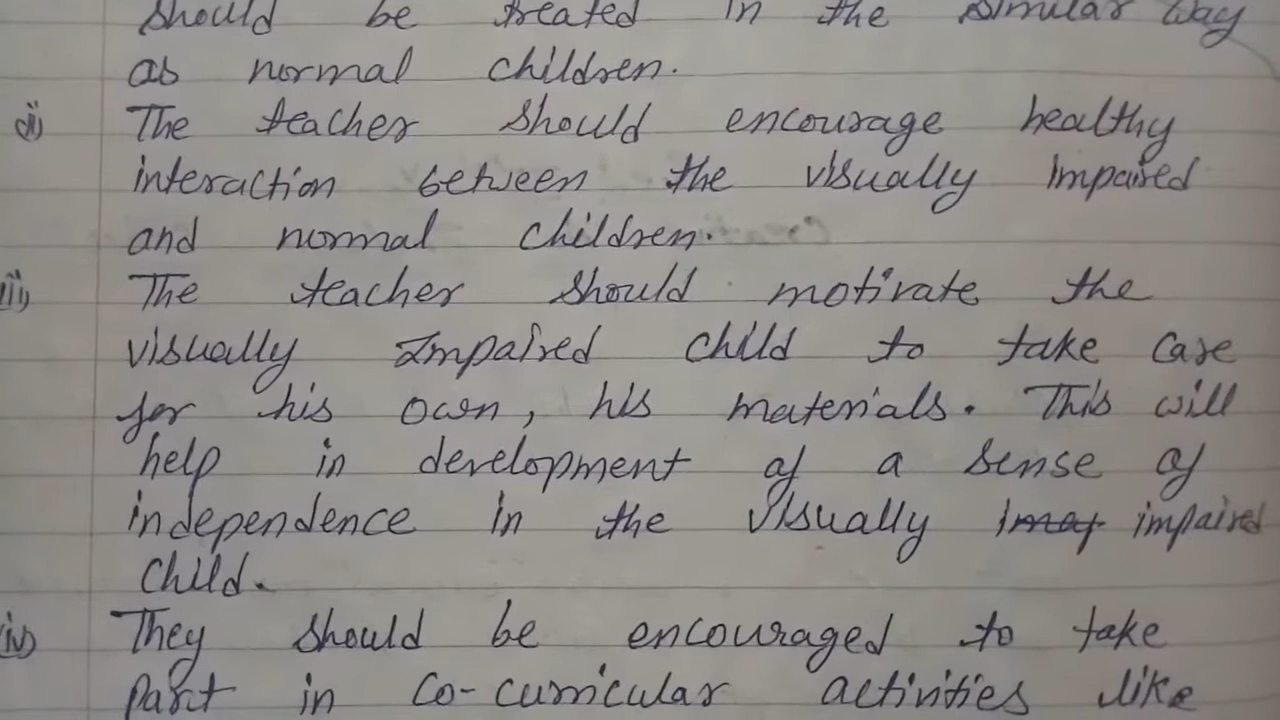 should be treated in the similar way
as normal children.
ii) The teacher should encourage healthy
interaction between the visually impaired
and normal children.
iii) The teacher should motivate the
visually Impaired child to take care
for his own, his materials. This will
help in development of a sense of
independence in the visually impaired
child.
iv) They should be encouraged to take
part in co-curricular activities like